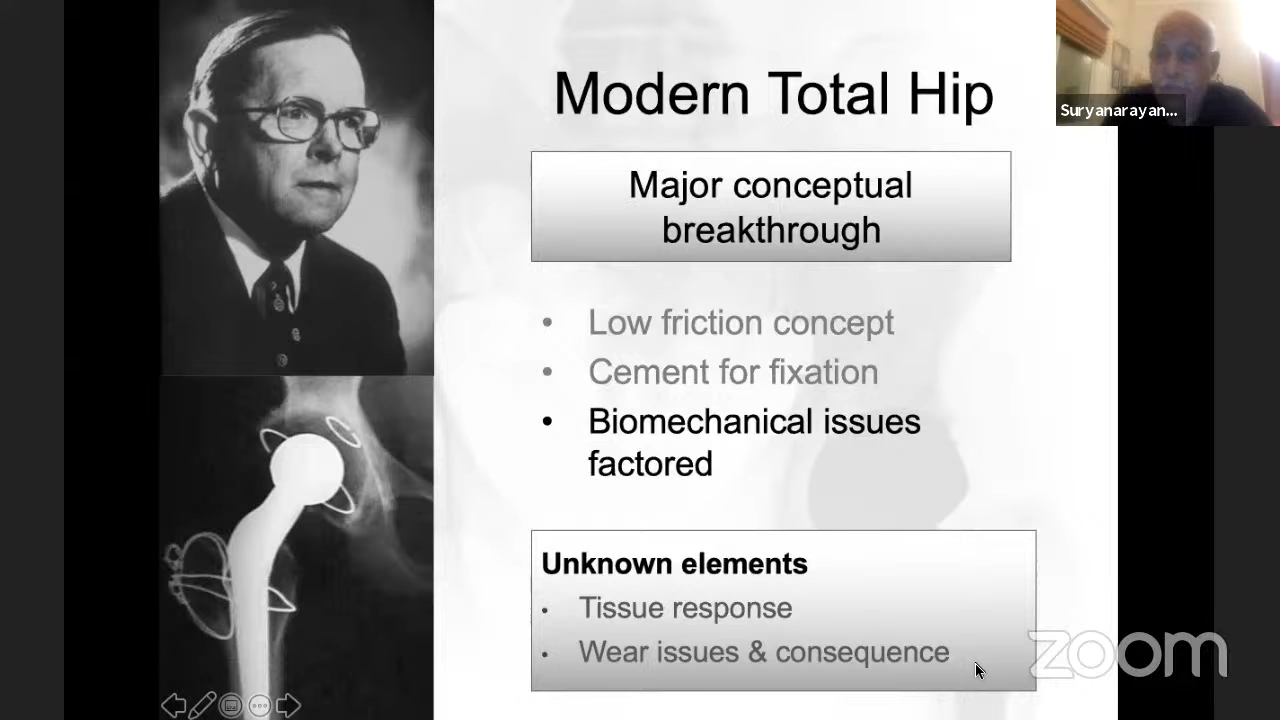 Modern Total Hip
Suryanarayan...
Major conceptual
breakthrough
• Low friction concept
• Cement for fixation
• Biomechanical issues
factored
Unknown elements
• Tissue response
• Wear issues & consequence
zoom